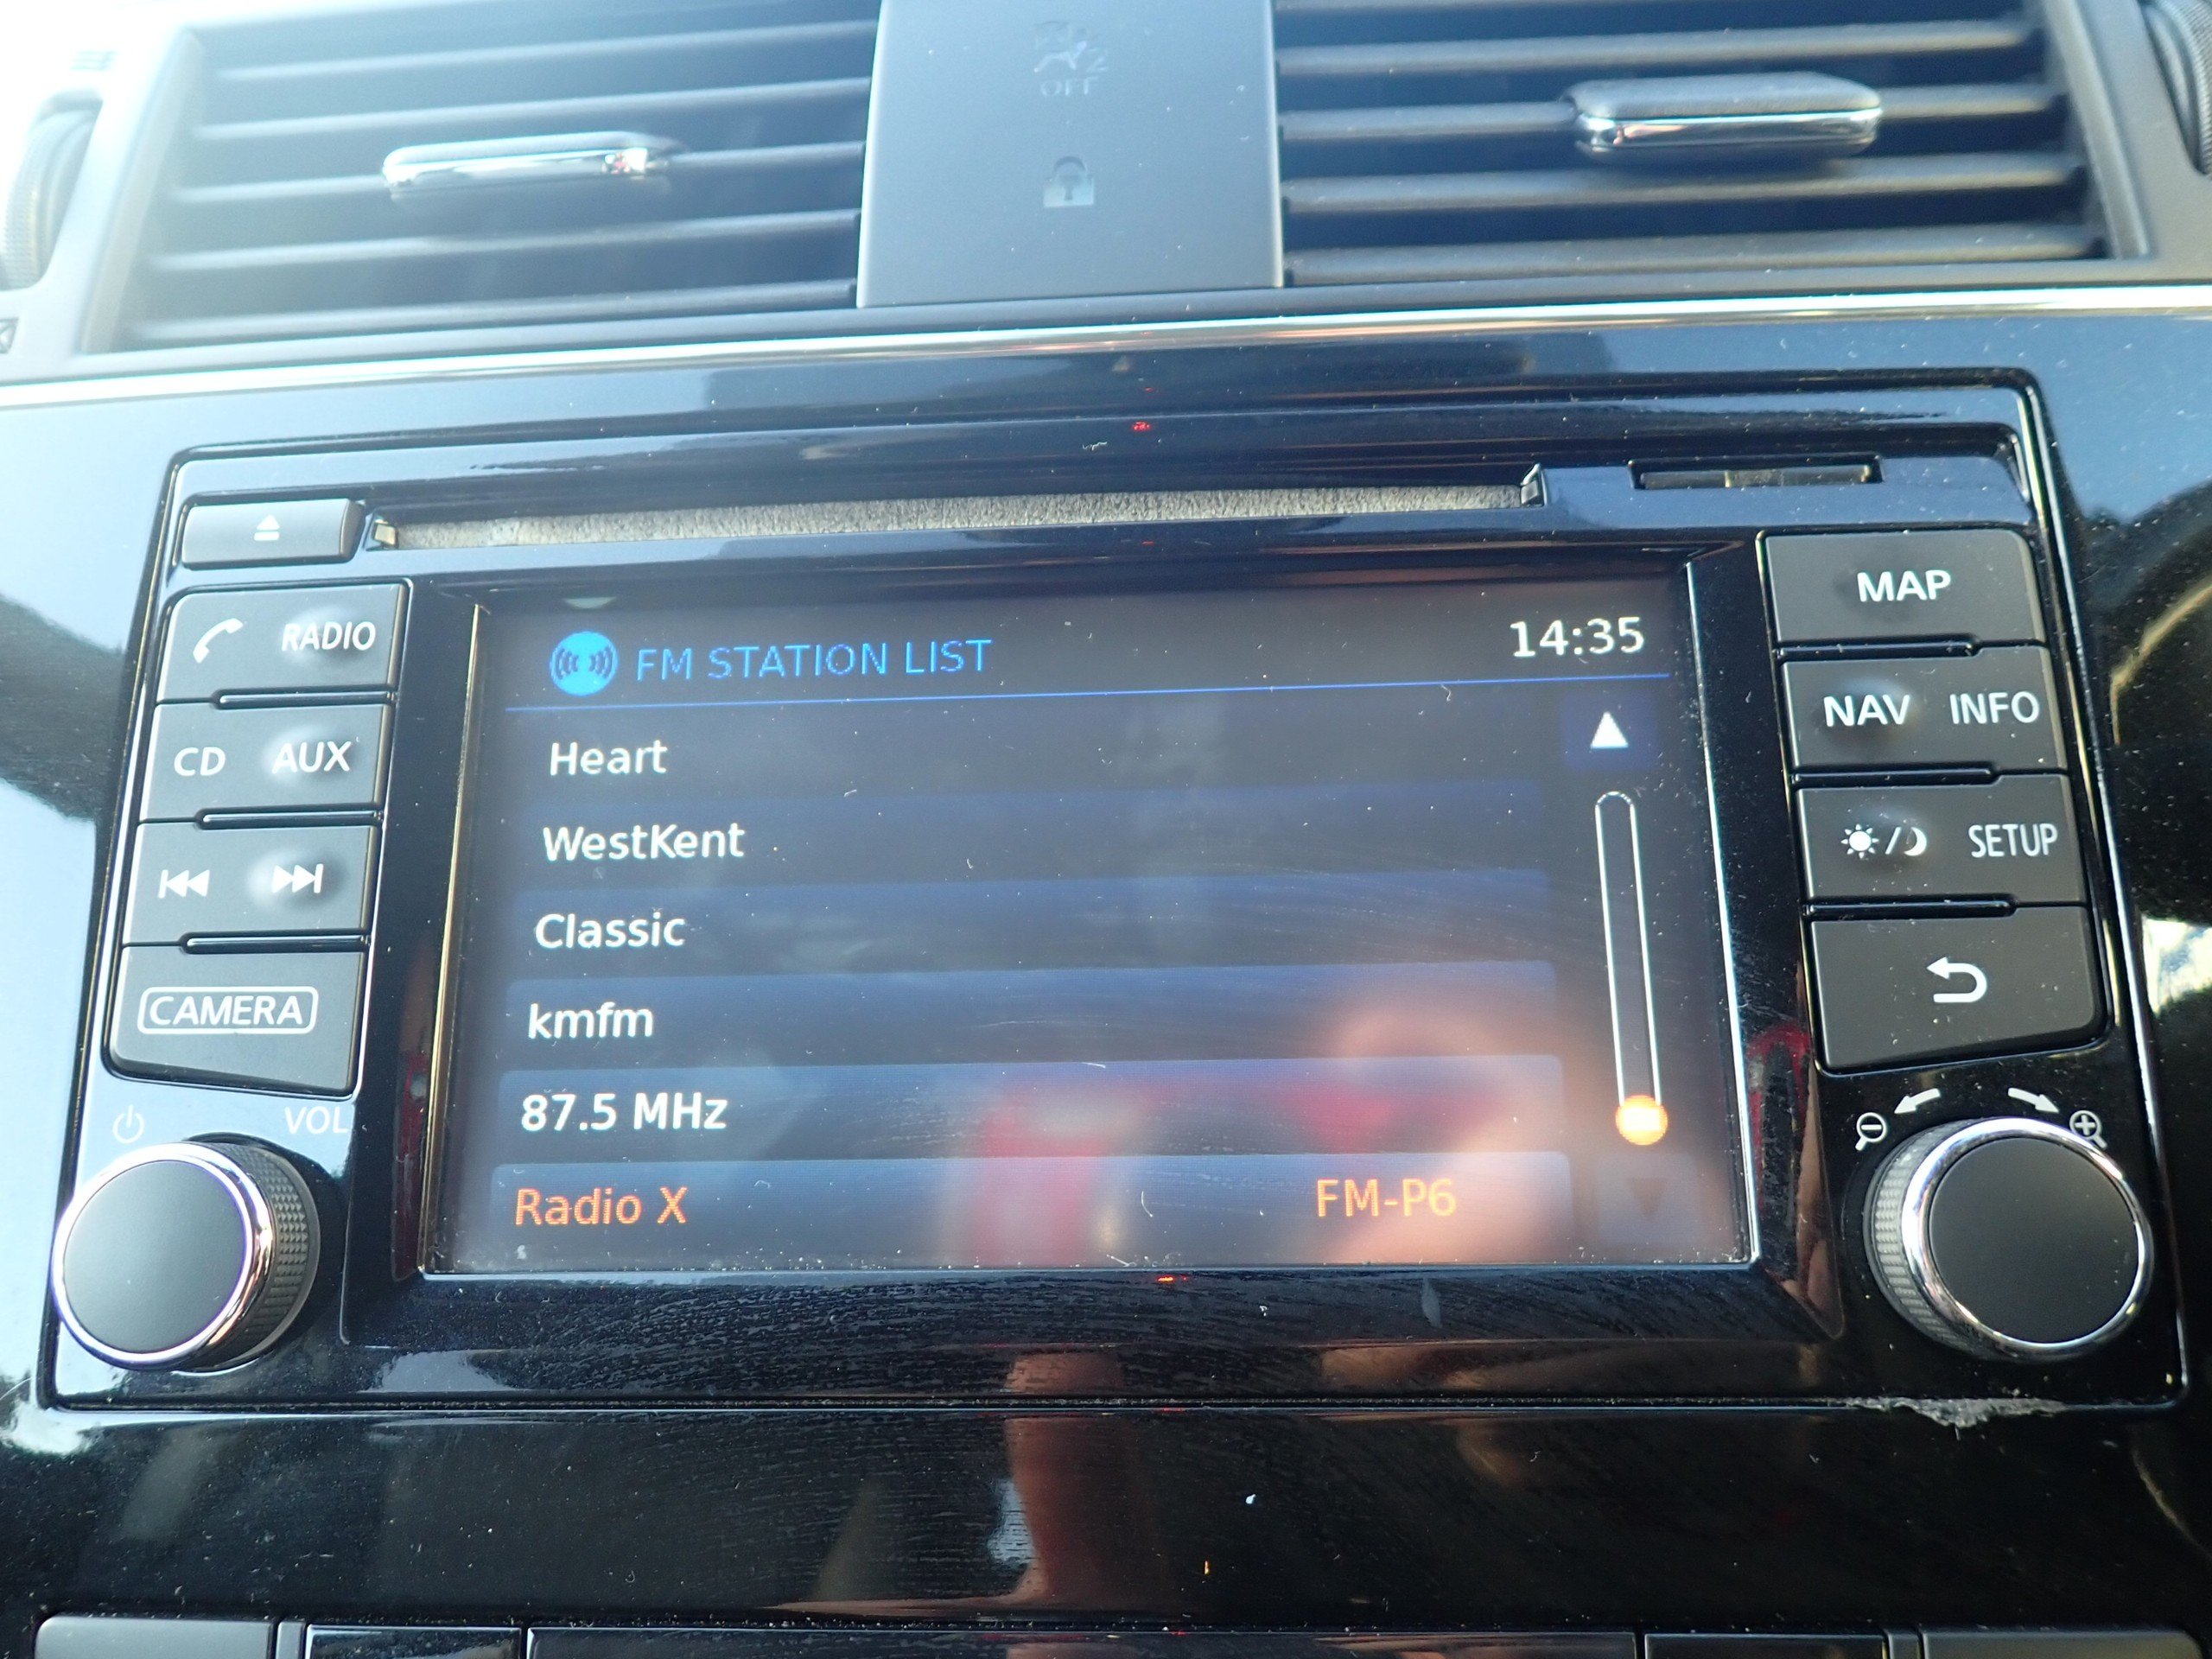 OFF
RADIO
CD AUX
CAMERA
VOL
FM STATION LIST 14:35
Heart
WestKent
Classic
kmfm
87.5 MHz
Radio X FM-P6
MAP
NAV INFO
SETUP